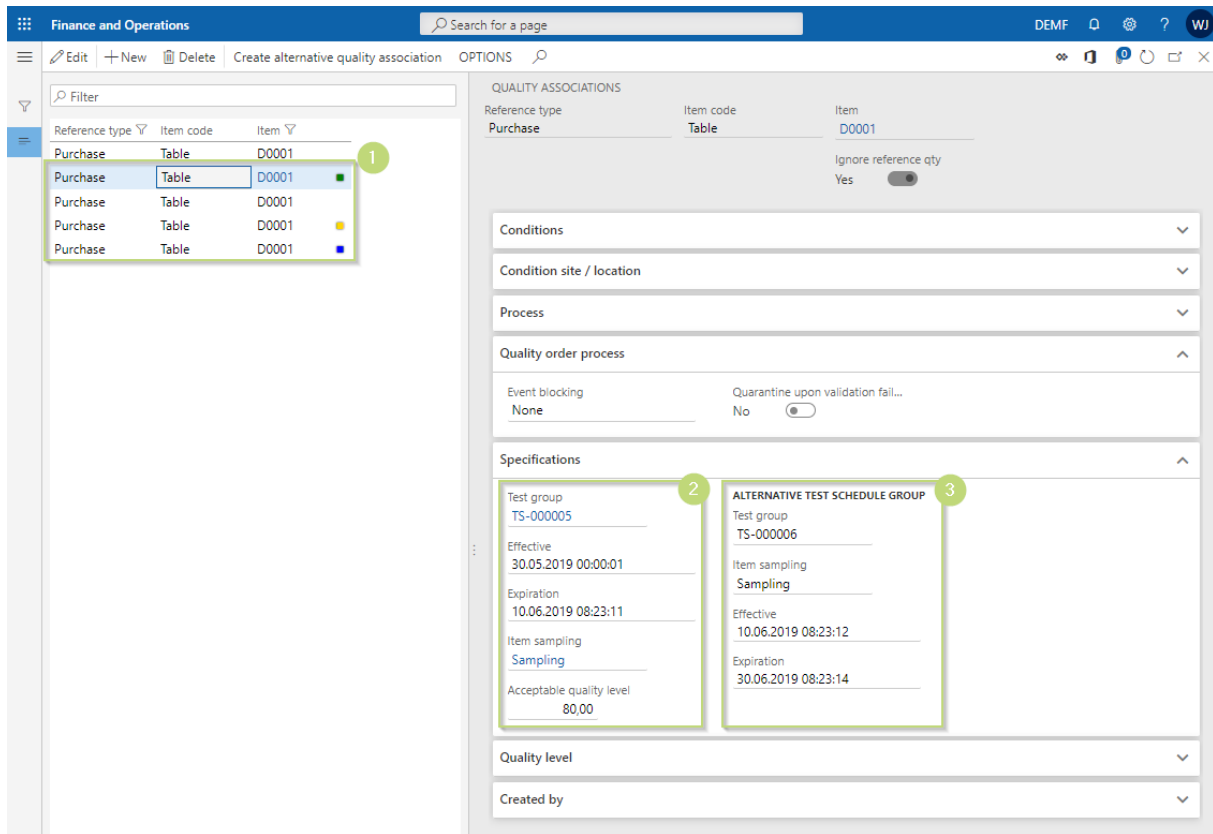 Finance and Operations
Search for a page
DEMF
?
WJ
Edit
New
Delete
Create alternative quality association
OPTIONS
0
Filter
Reference type Item code Item
Purchase Table D0001
1
Purchase Table D0001
Purchase Table D0001
Purchase Table D0001
Purchase Table D0001
QUALITY ASSOCIATIONS
Reference type Item code Item
Purchase Table D0001
Ignore reference qty
Yes
Conditions
Condition site / location
Process
Quality order process
Event blocking
None
Quarantine upon validation fail...
No
Specifications
2
Test group
TS-000005
Effective
30.05.2019 00:00:01
Expiration
10.06.2019 08:23:11
Item sampling
Sampling
Acceptable quality level
80,00
3
ALTERNATIVE TEST SCHEDULE GROUP
Test group
TS-000006
Item sampling
Sampling
Effective
10.06.2019 08:23:12
Expiration
30.06.2019 08:23:14
Quality level
Created by